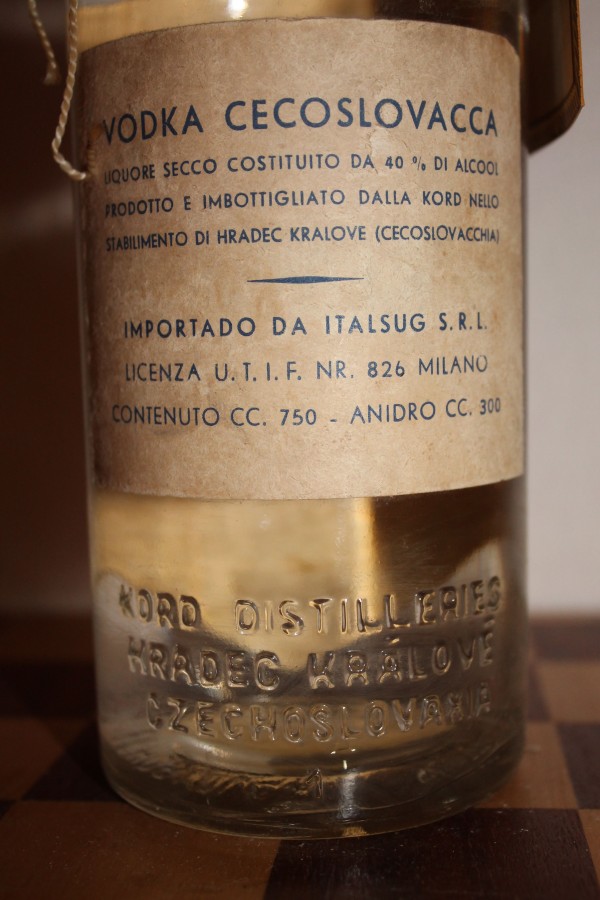 VODKA CECOSLOVACCA
LIQUORE SECCO COSTITUITO DA 40 % DI ALCOOL
PRODOTTO E IMBOTTIGLIATO DALLA KORD NELLO
STABILIMENTO DI HRADEC KRALOVE (CECOSLOVACCHIA)
IMPORTADO DA ITALSUG S.R.L.
LICENZA U.T.I.F. NR. 826 MILANO
CONTENUTO CC. 750 - ANIDRO CC. 300
KORD DISTILLERIES
HRADEC KRÁLOVÉ
CZECHOSLOVAKIA
1